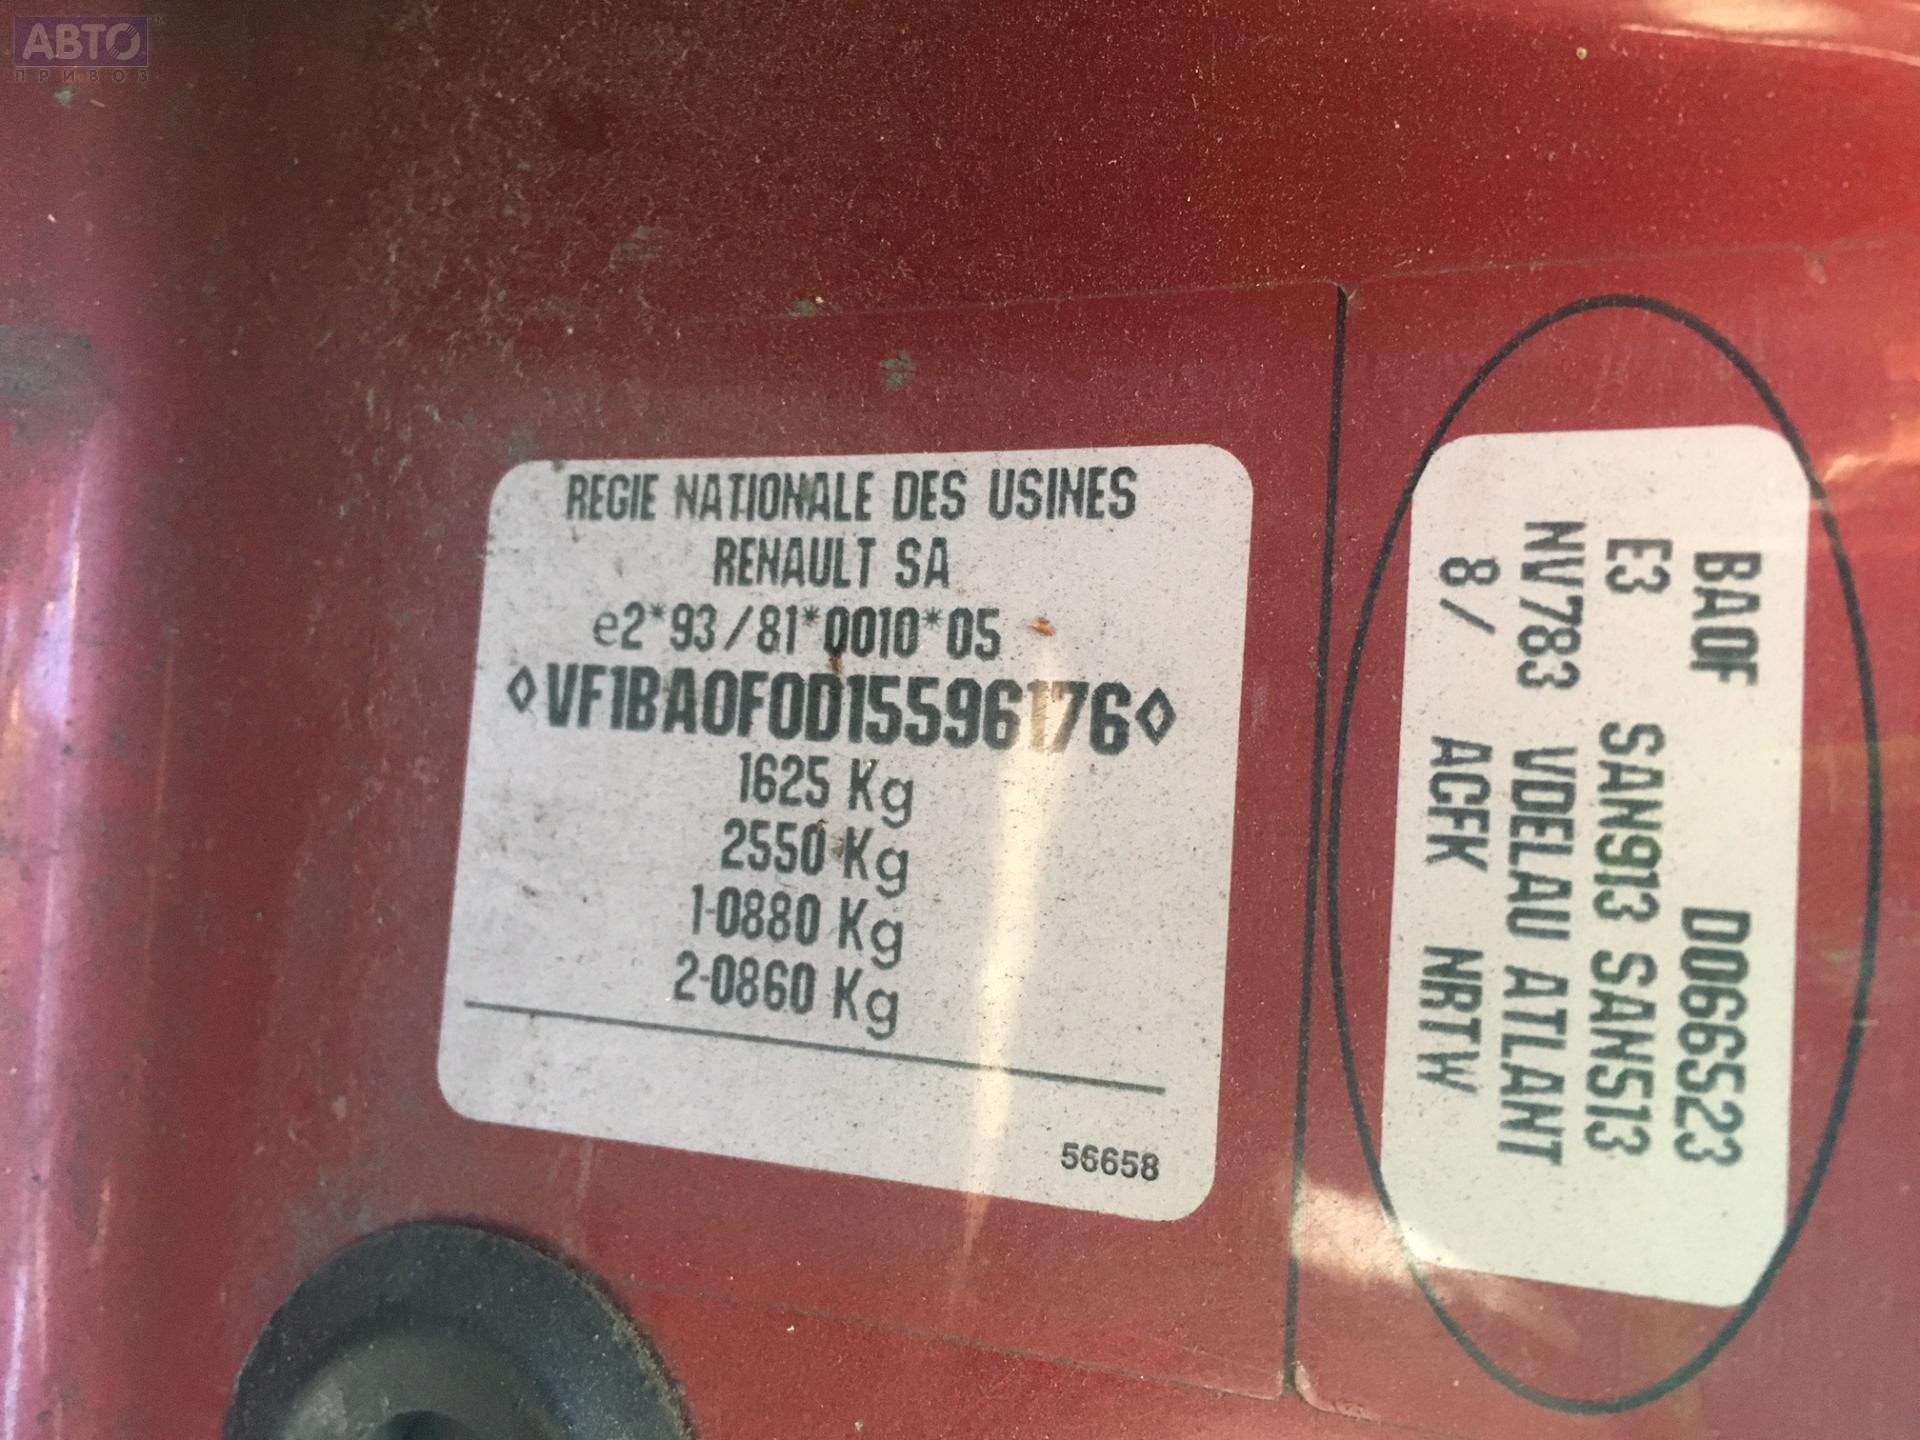 АВТО
ПРИВОЗ
REGIE NATIONALE DES USINES
RENAULT SA
e2*93/81*0010*05
◊VF1BA0F0D15596176◊
1625 Kg
2550 Kg
1-0880 Kg
2-0860 Kg
56658
BA0F D066523
E3 SAN913 SAN513
NV783 VDELAU ATLANT
8/ ACFK NRTW